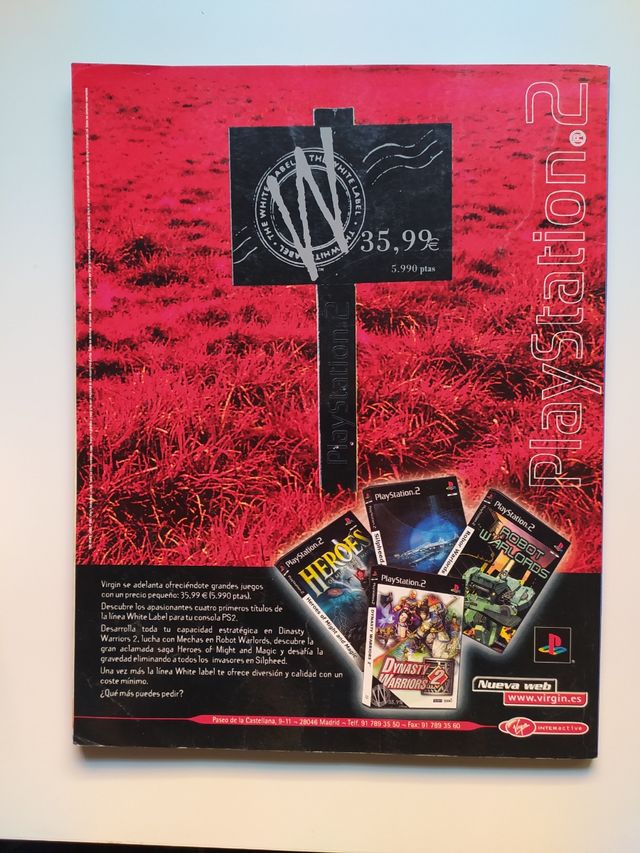 PlayStation®2
THE WHITE LABEL · THE WHITE LABEL · THE WHITE LABEL
W
35,99€
5.990 ptas
PlayStation®2
PlayStation®2
HEROES
Heroes of Might and Magic
PlayStation®2
Silpheed
PlayStation®2
ROBOT
WARLORDS
Robot Warlords
PlayStation®2
DYNASTY
WARRIORS 2
DYNASTY WARRIORS 2
Virgin se adelanta ofreciéndote grandes juegos
con un precio pequeño: 35,99 € (5.990 ptas).
Descubre los apasionantes cuatro primeros títulos de
la línea White Label para tu consola PS2.
Desarrolla toda tu capacidad estratégica en Dinasty
Warriors 2, lucha con Mechas en Robot Warlords, descubre la
gran aclamada saga Heroes of Might and Magic y desafía la
gravedad eliminando a todos los invasores en Silpheed.
Una vez más la línea White label te ofrece diversión y calidad con un
coste mínimo.
¿Qué más puedes pedir?
Nueva web
www.virgin.es
Paseo de la Castellana, 9-11 ~ 28046 Madrid ~ Telf. 91 789 35 50 ~ Fax: 91 789 35 60
Virgin INTERactive